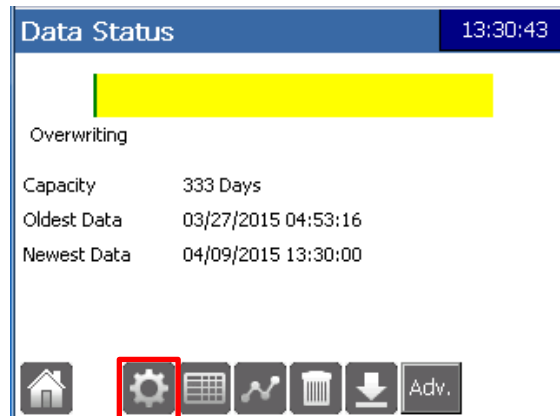 Data Status 13:30:43
Overwriting
Capacity 333 Days
Oldest Data 03/27/2015 04:53:16
Newest Data 04/09/2015 13:30:00
Adv.